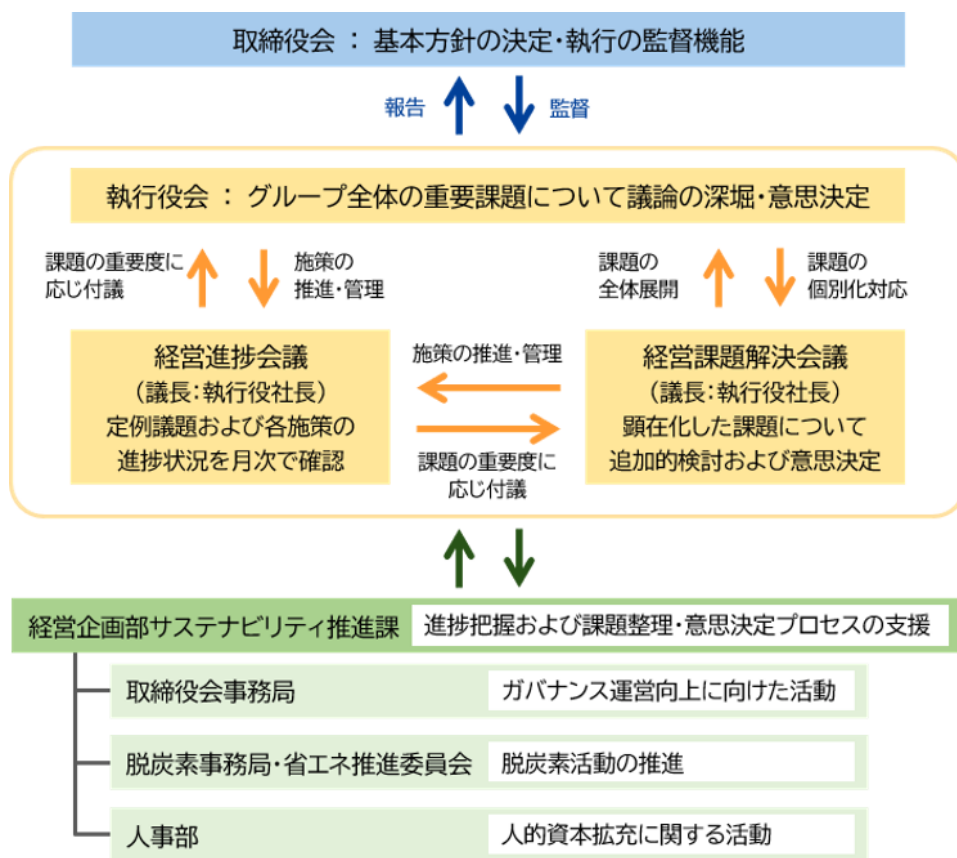 取締役会 : 基本方針の決定・執行の監督機能
報告
監督
執行役会 : グループ全体の重要課題について議論の深堀・意思決定
課題の重要度に
応じ付議
施策の
推進・管理
課題の
全体展開
課題の
個別化対応
経営進捗会議
(議長:執行役社長)
定例議題および各施策の
進捗状況を月次で確認
施策の推進・管理
課題の重要度に
応じ付議
経営課題解決会議
(議長:執行役社長)
顕在化した課題について
追加的検討および意思決定
経営企画部サステナビリティ推進課
進捗把握および課題整理・意思決定プロセスの支援
取締役会事務局
ガバナンス運営向上に向けた活動
脱炭素事務局・省エネ推進委員会
脱炭素活動の推進
人事部
人的資本拡充に関する活動